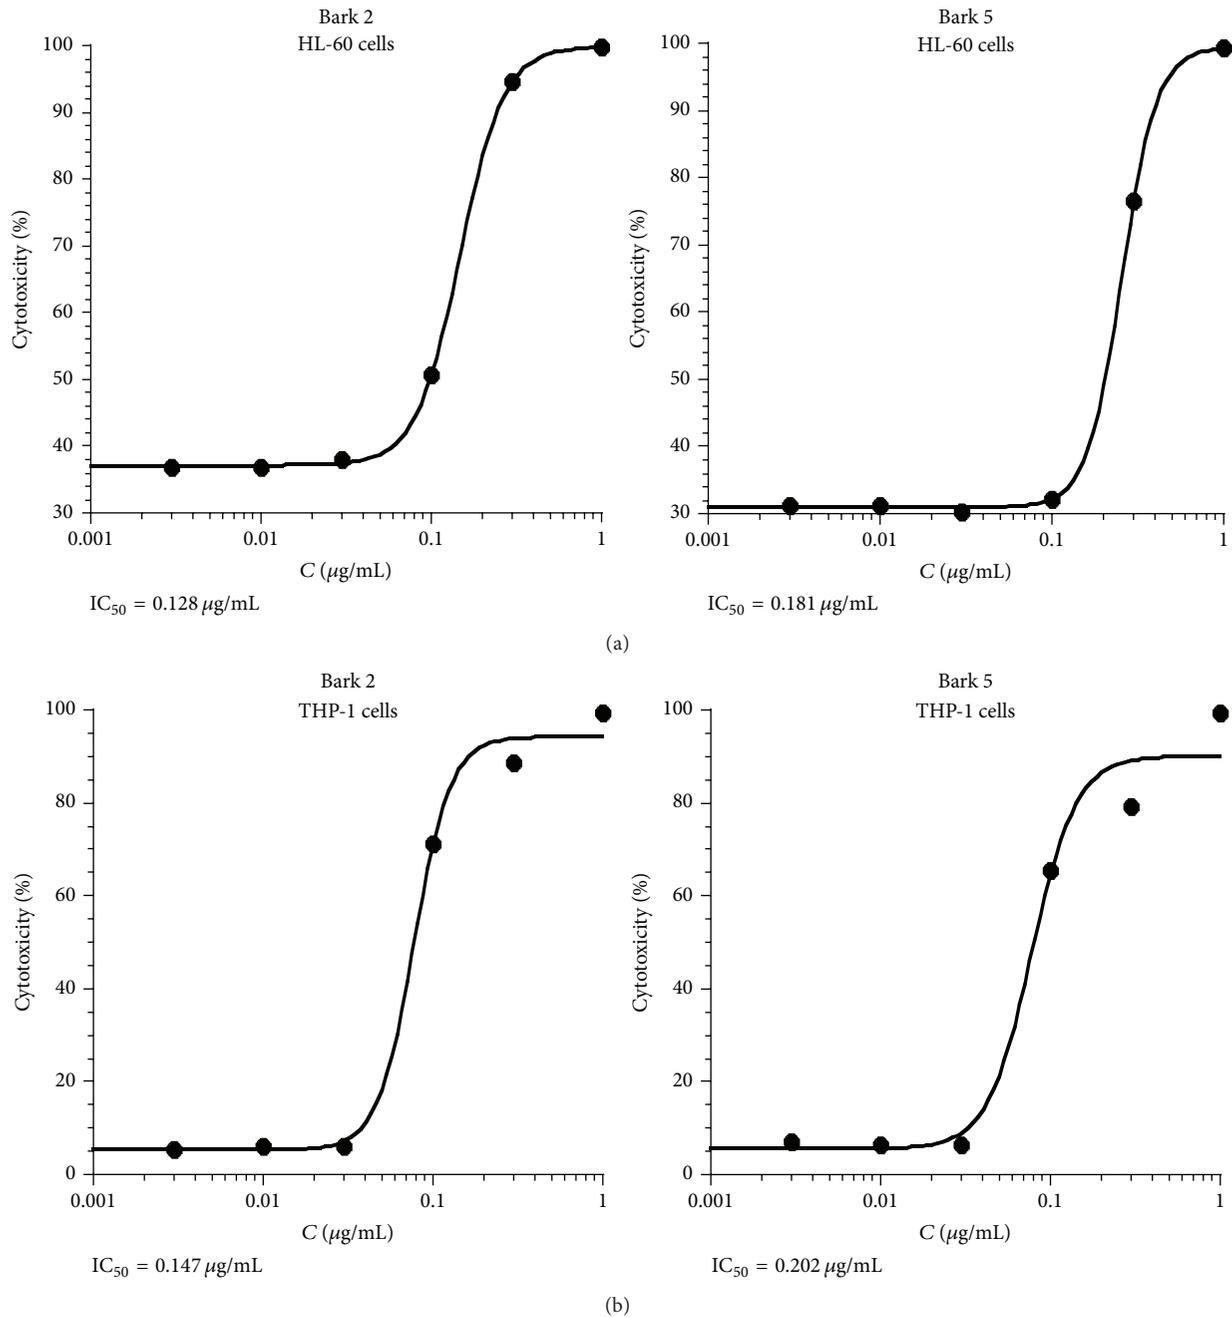 Bark 2
HL-60 cells
100
90
80
70
60
50
40
30
Cytotoxicity (%)
0.001
0.01
0.1
1
C (μg/mL)
IC50 = 0.128 μg/mL
Bark 5
HL-60 cells
100
90
80
70
60
50
40
30
Cytotoxicity (%)
0.001
0.01
0.1
1
C (μg/mL)
IC50 = 0.181 μg/mL
(a)
Bark 2
THP-1 cells
100
80
60
40
20
0
Cytotoxicity (%)
0.001
0.01
0.1
1
C (μg/mL)
IC50 = 0.147 μg/mL
Bark 5
THP-1 cells
100
80
60
40
20
0
Cytotoxicity (%)
0.001
0.01
0.1
1
C (μg/mL)
IC50 = 0.202 μg/mL
(b)